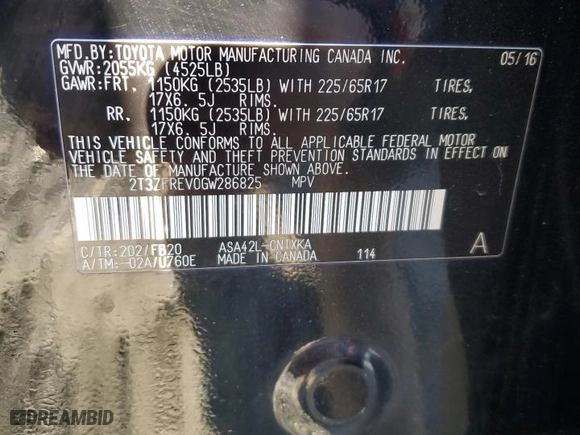 MFD.BY:TOYOTA MOTOR MANUFACTURING CANADA INC. 05/16
GVWR:2055KG (4525LB)
GAWR:FRT. 1150KG (2535LB) WITH 225/65R17 TIRES,
17X6. 5J RIMS.
RR. 1150KG (2535LB) WITH 225/65R17 TIRES,
17X6. 5J RIMS.
THIS VEHICLE CONFORMS TO ALL APPLICABLE FEDERAL MOTOR
VEHICLE SAFETY AND THEFT PREVENTION STANDARDS IN EFFECT ON
THE DATE OF MANUFACTURE SHOWN ABOVE.
2T3ZFREV0GW286825 MPV
C/TR:202/FB20 ASA42L-CNTXKA A
A/TM:-02A/U760E MADE IN CANADA 114
DREAMBID